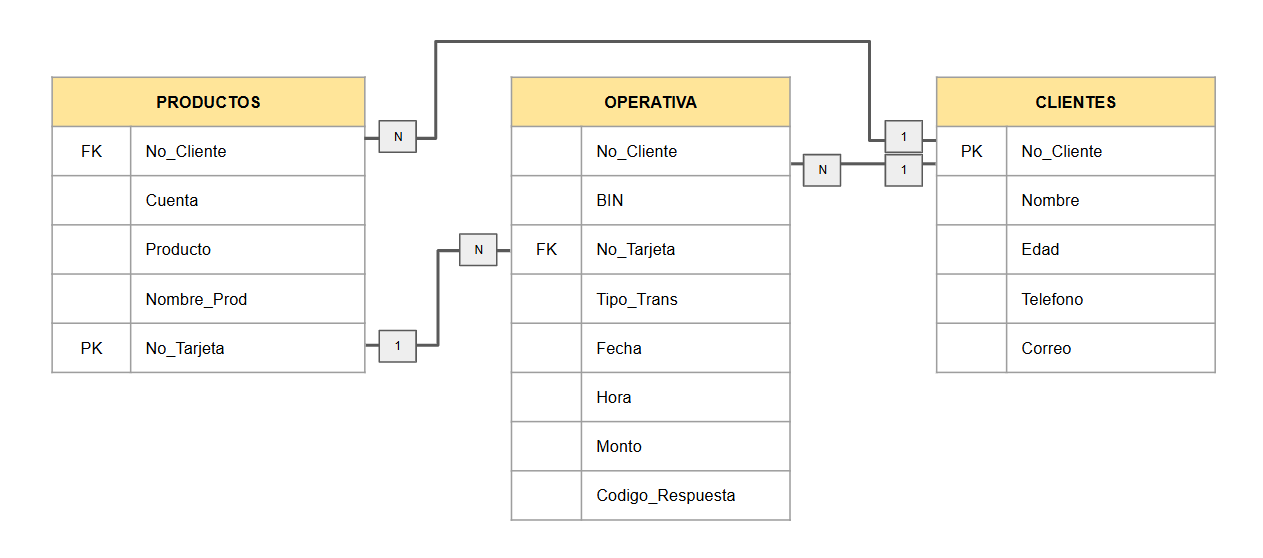 PRODUCTOS
FK No_Cliente
Cuenta
Producto
Nombre_Prod
PK No_Tarjeta
N
1
N
OPERATIVA
No_Cliente
BIN
FK No_Tarjeta
Tipo_Trans
Fecha
Hora
Monto
Codigo_Respuesta
N
1
1
CLIENTES
PK No_Cliente
Nombre
Edad
Telefono
Correo